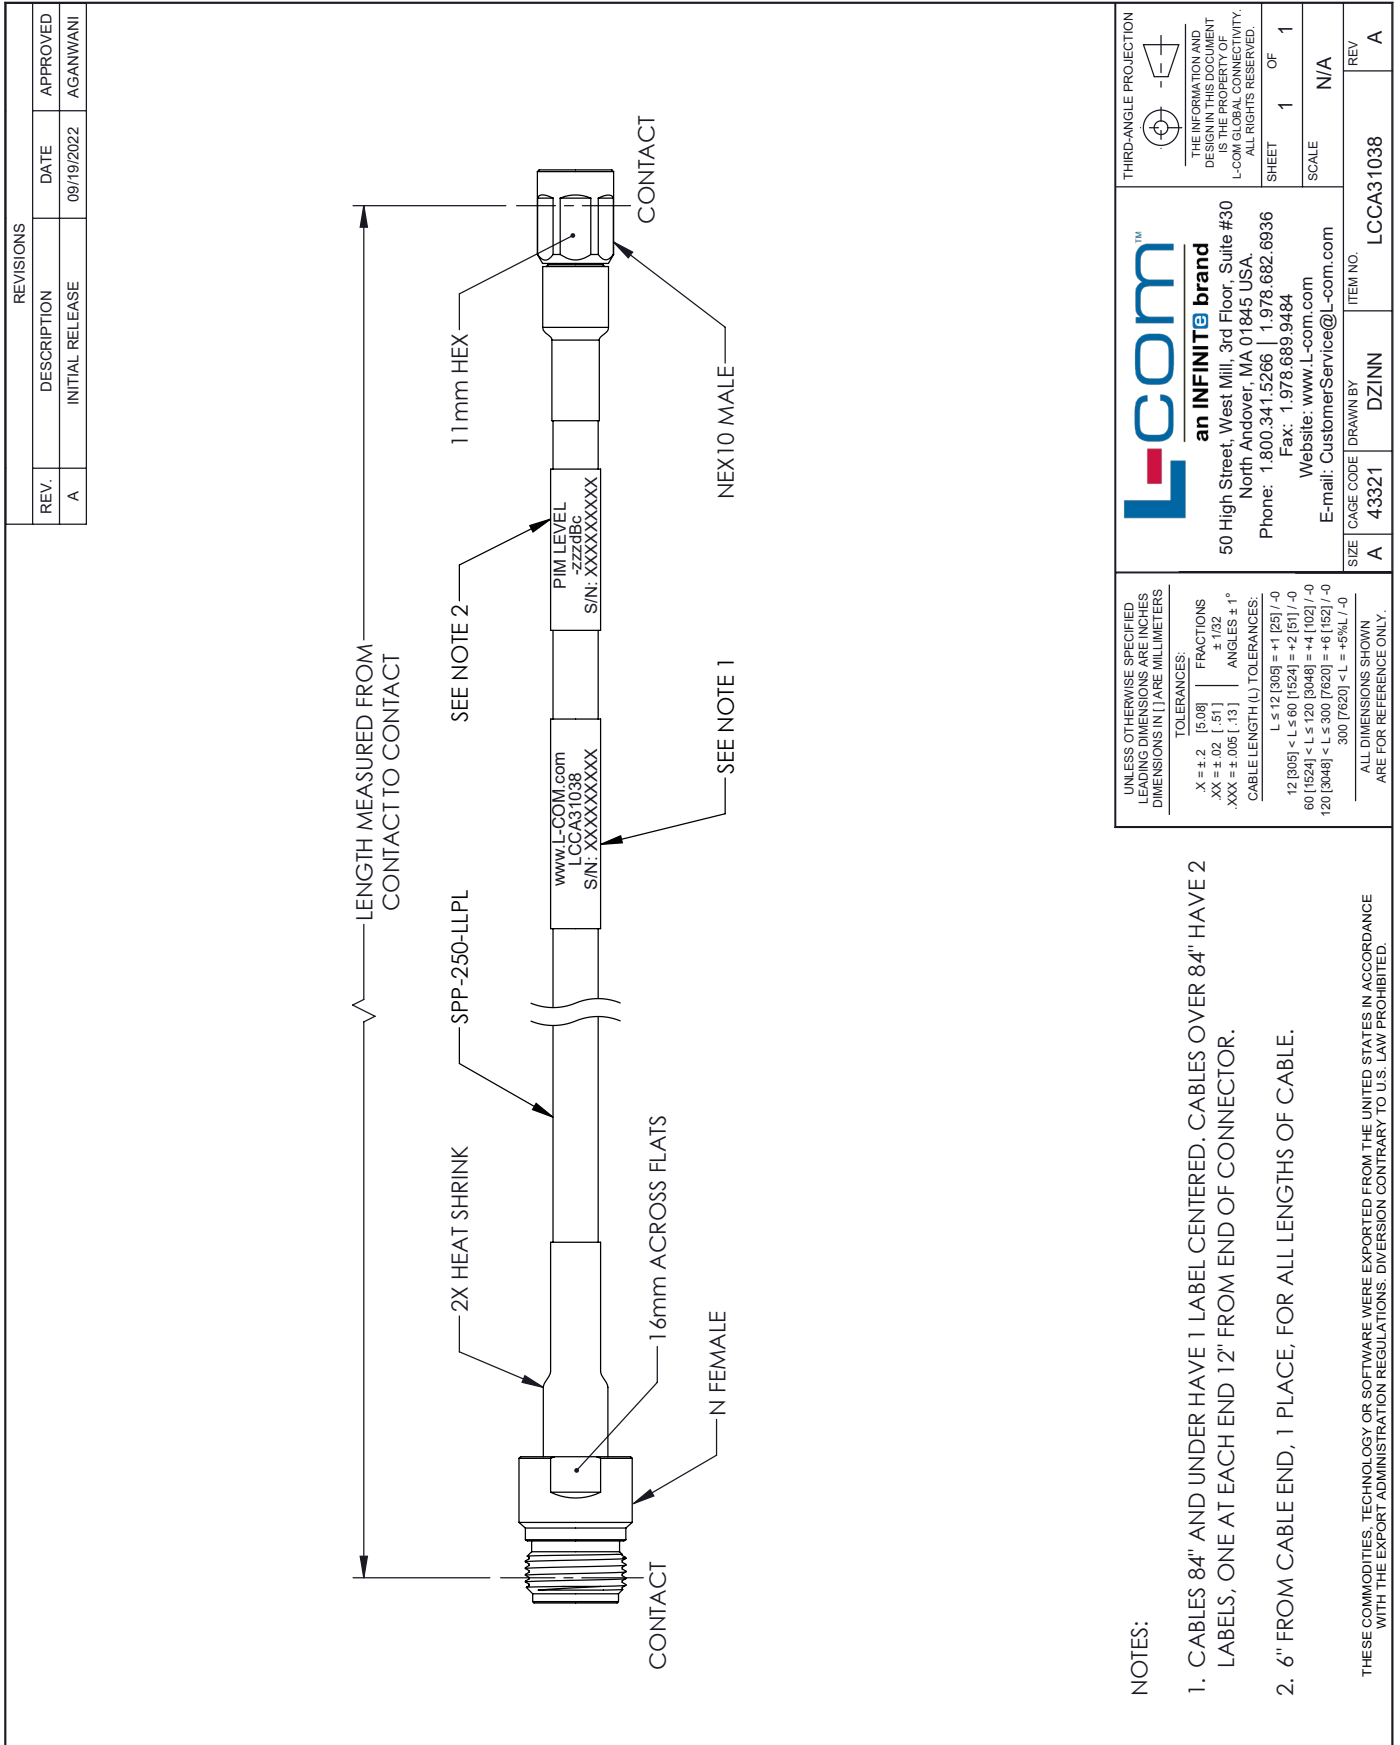 REVISIONS
REV. DESCRIPTION DATE APPROVED
A INITIAL RELEASE 09/19/2022 AGANWANI
LENGTH MEASURED FROM
CONTACT TO CONTACT
2X HEAT SHRINK
SPP-250-LLPL
SEE NOTE 2
11mm HEX
www.L-COM.com
LCCA31038
S/N: XXXXXXXXXX
PIM LEVEL
-zzzdBc
S/N: XXXXXXXXXX
CONTACT
N FEMALE
16mm ACROSS FLATS
SEE NOTE 1
NEX10 MALE
CONTACT
NOTES:
1. CABLES 84" AND UNDER HAVE 1 LABEL CENTERED. CABLES OVER 84" HAVE 2
LABELS, ONE AT EACH END 12" FROM END OF CONNECTOR.
2. 6" FROM CABLE END, 1 PLACE, FOR ALL LENGTHS OF CABLE.
THESE COMMODITIES, TECHNOLOGY OR SOFTWARE WERE EXPORTED FROM THE UNITED STATES IN ACCORDANCE
WITH THE EXPORT ADMINISTRATION REGULATIONS. DIVERSION CONTRARY TO U.S. LAW PROHIBITED.
UNLESS OTHERWISE SPECIFIED
LEADING DIMENSIONS ARE INCHES
DIMENSIONS IN [ ] ARE MILLIMETERS
TOLERANCES:
.X = ±.2 [5.08] FRACTIONS
.XX = ±.02 [.51] ± 1/32
.XXX = ±.005 [.13] ANGLES ± 1°
CABLE LENGTH (L) TOLERANCES:
L ≤ 12 [305] = +1 [25] / -0
12 [305] < L ≤ 60 [1524] = +2 [51] / -0
60 [1524] < L ≤ 120 [3048] = +4 [102] / -0
120 [3048] < L ≤ 300 [7620] = +6 [152] / -0
300 [7620] < L = +5%L / -0
ALL DIMENSIONS SHOWN
ARE FOR REFERENCE ONLY.
L-com™
an INFINITe brand
50 High Street, West Mill, 3rd Floor, Suite #30
North Andover, MA 01845 USA.
Phone: 1.800.341.5266 | 1.978.682.6936
Fax: 1.978.689.9484
Website: www.L-com.com
E-mail: CustomerService@L-com.com
THIRD-ANGLE PROJECTION
THE INFORMATION AND
DESIGN IN THIS DOCUMENT
IS THE PROPERTY OF
L-COM GLOBAL CONNECTIVITY.
ALL RIGHTS RESERVED.
SHEET 1 OF 1
SCALE N/A
SIZE CAGE CODE DRAWN BY ITEM NO. REV
A 43321 DZINN LCCA31038 A